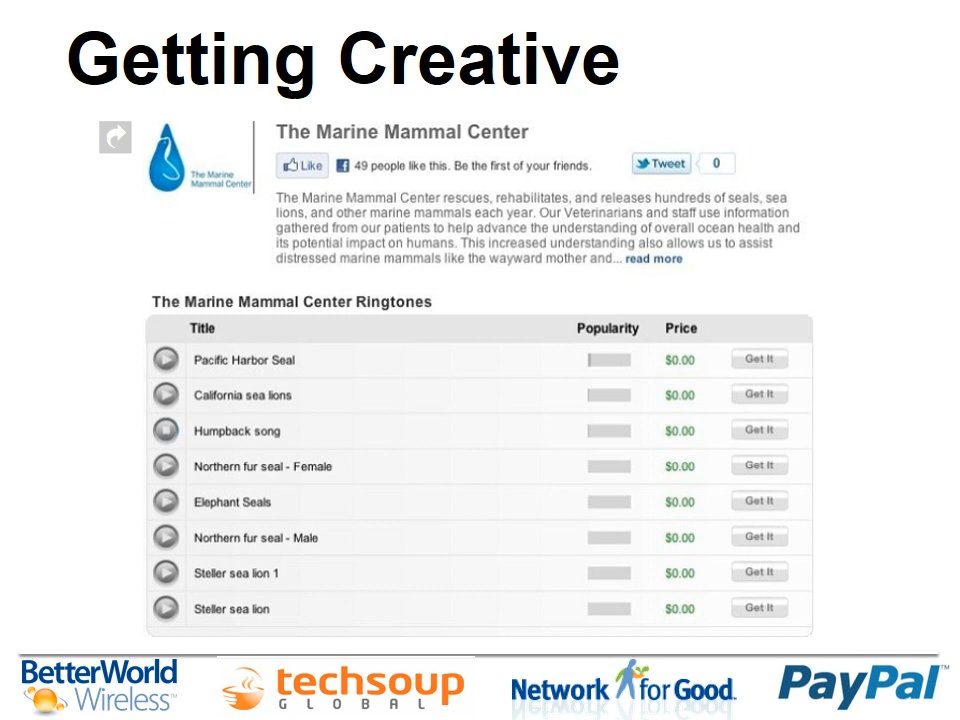 Getting Creative
The Marine
Mammal Center
The Marine Mammal Center
Like
f 49 people like this. Be the first of your friends.
Tweet
0
The Marine Mammal Center rescues, rehabilitates, and releases hundreds of seals, sea
lions, and other marine mammals each year. Our Veterinarians and staff use information
gathered from our patients to help advance the understanding of overall ocean health and
its potential impact on humans. This increased understanding also allows us to assist
distressed marine mammals like the wayward mother and... read more
The Marine Mammal Center Ringtones
Title Popularity Price
Pacific Harbor Seal $0.00 Get It
California sea lions $0.00 Get It
Humpback song $0.00 Get It
Northern fur seal - Female $0.00 Get It
Elephant Seals $0.00 Get It
Northern fur seal - Male $0.00 Get It
Steller sea lion 1 $0.00 Get It
Steller sea lion $0.00 Get It
BetterWorld
Wireless™
techsoup
GLOBAL
Network for Good.
PayPal™